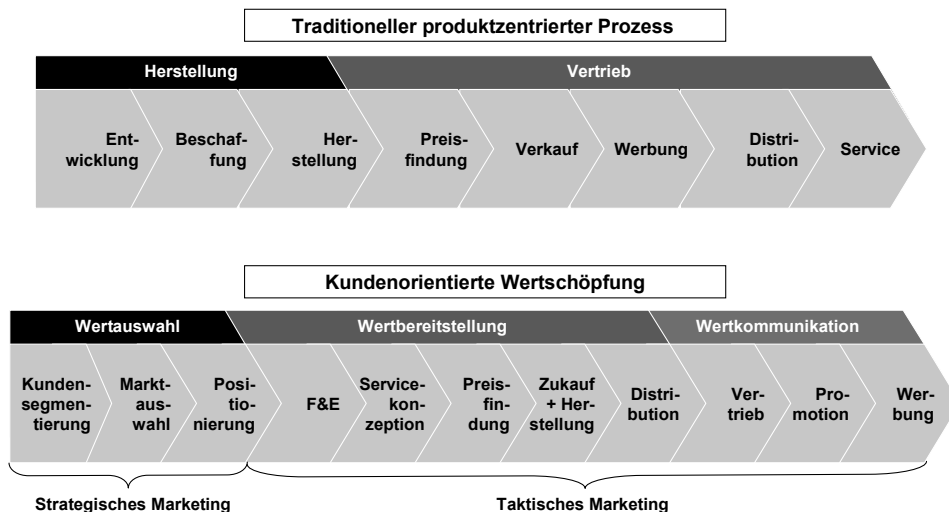 Traditioneller produktzentrierter Prozess
Herstellung
Vertrieb
Ent-
wicklung
Beschaf-
fung
Her-
stellung
Preis-
findung
Verkauf
Werbung
Distri-
bution
Service
Kundenorientierte Wertschöpfung
Wertauswahl
Wertbereitstellung
Wertkommunikation
Kunden-
segmen-
tierung
Markt-
aus-
wahl
Posi-
tio-
nierung
F&E
Service-
kon-
zeption
Preis-
fin-
dung
Zukauf
+ Her-
stellung
Distri-
bution
Ver-
trieb
Pro-
motion
Wer-
bung
Strategisches Marketing
Taktisches Marketing